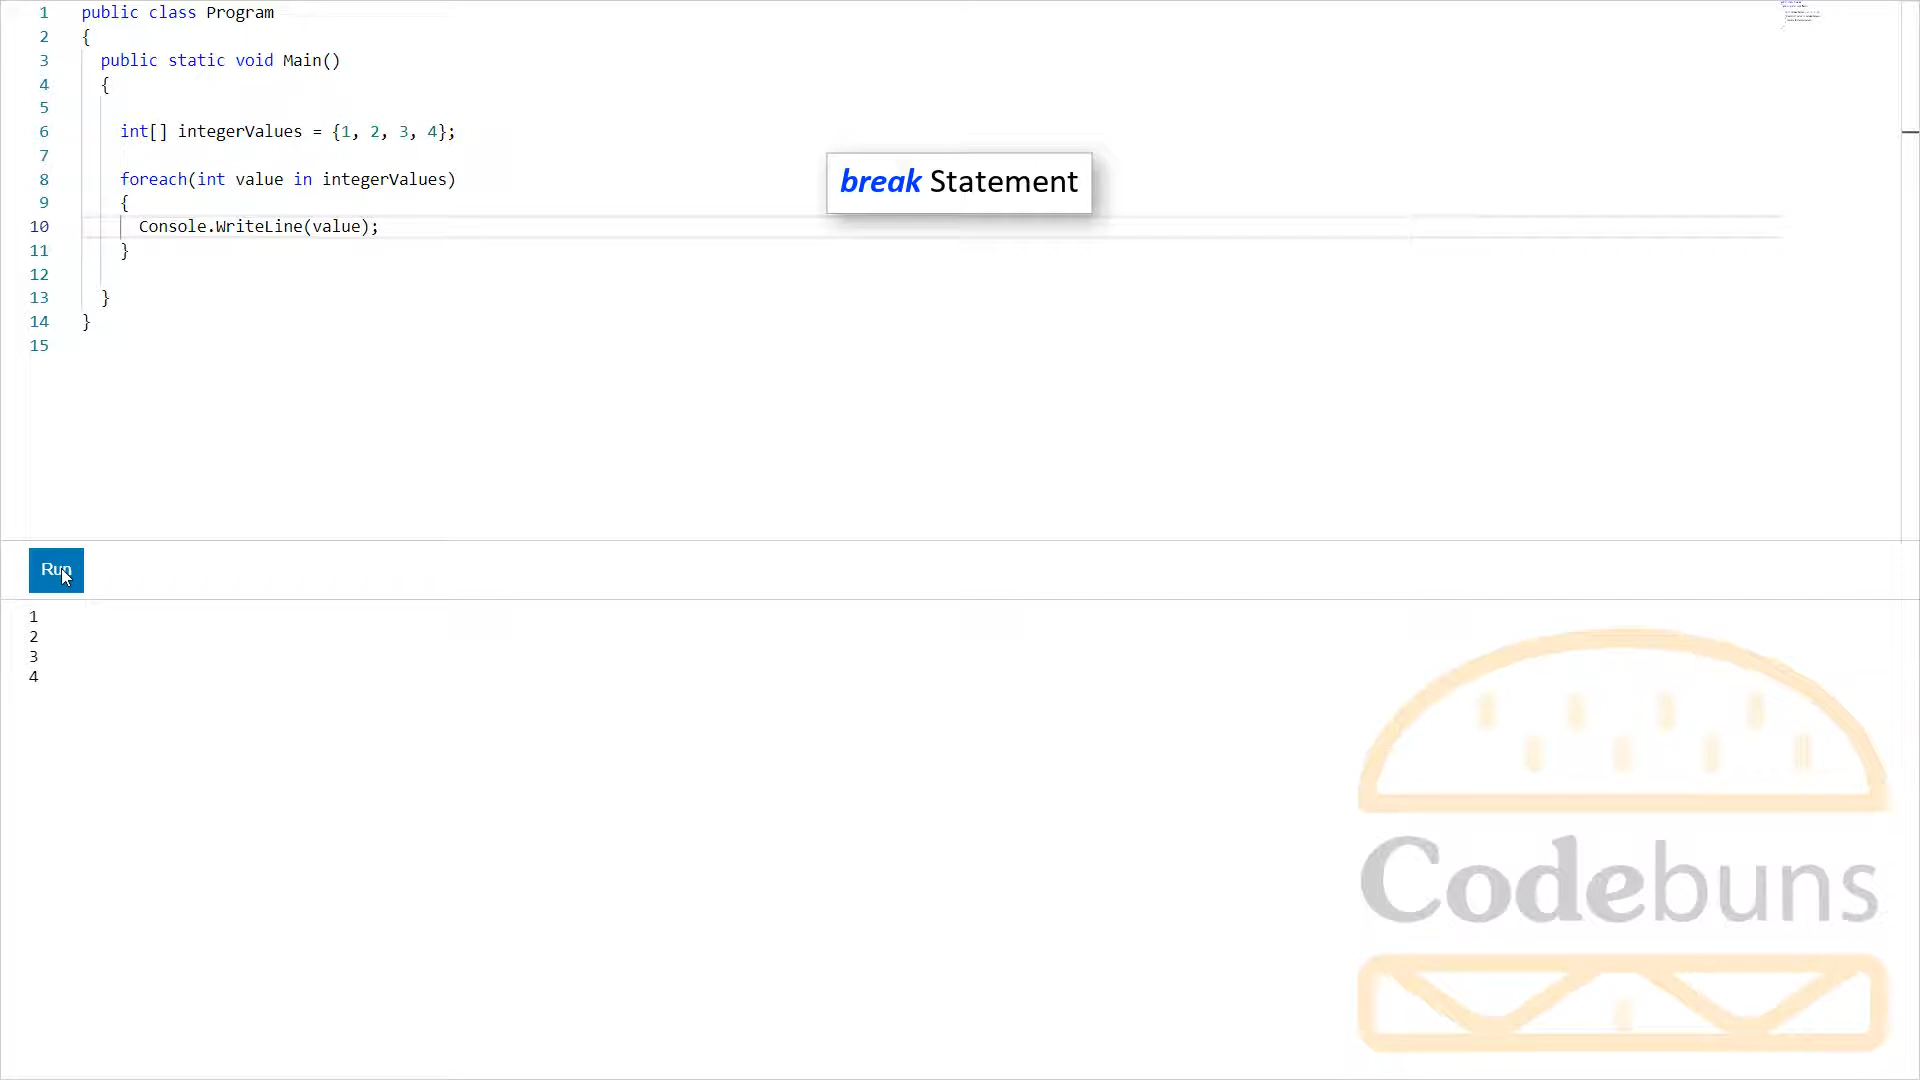 1 public class Program
2 {
3 public static void Main()
4 {
5
6 int[] integerValues = {1, 2, 3, 4};
7
8 foreach(int value in integerValues)
9 {
10 Console.WriteLine(value);
11 }
12
13 }
14 }
15
break Statement
Run
1
2
3
4
Codebuns